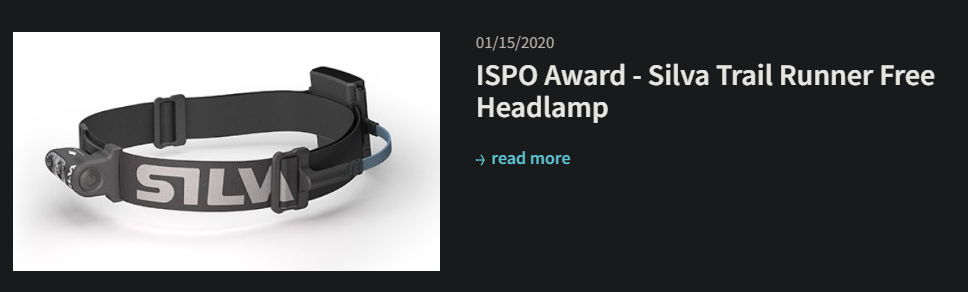 SILVA
01/15/2020
ISPO Award - Silva Trail Runner Free
Headlamp
read more